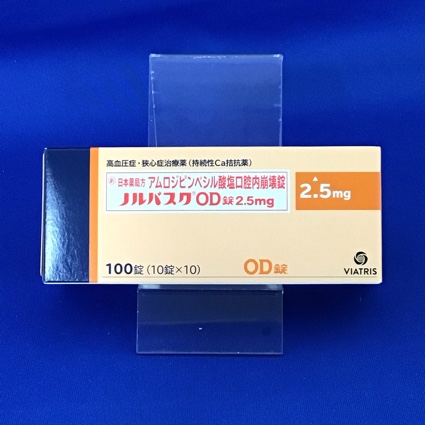 高血圧症・狭心症治療薬(持続性Ca拮抗薬)
日本薬局方 アムロジピンベシル酸塩口腔内崩壊錠
ノルバスク®OD錠2.5mg
2.5mg
100錠(10錠×10)
OD錠
VIATRIS